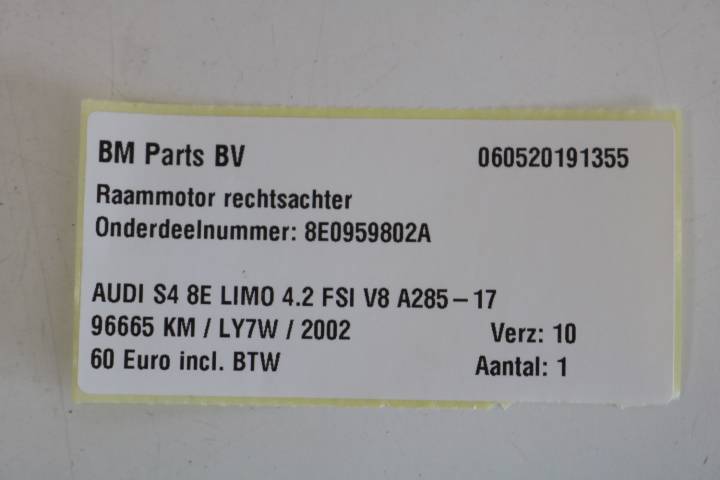 BM Parts BV 060520191355
Raammotor rechtsachter
Onderdeelnummer: 8E0959802A
AUDI S4 8E LIMO 4.2 FSI V8 A285-17
96665 KM / LY7W / 2002 Verz: 10
60 Euro incl. BTW Aantal: 1